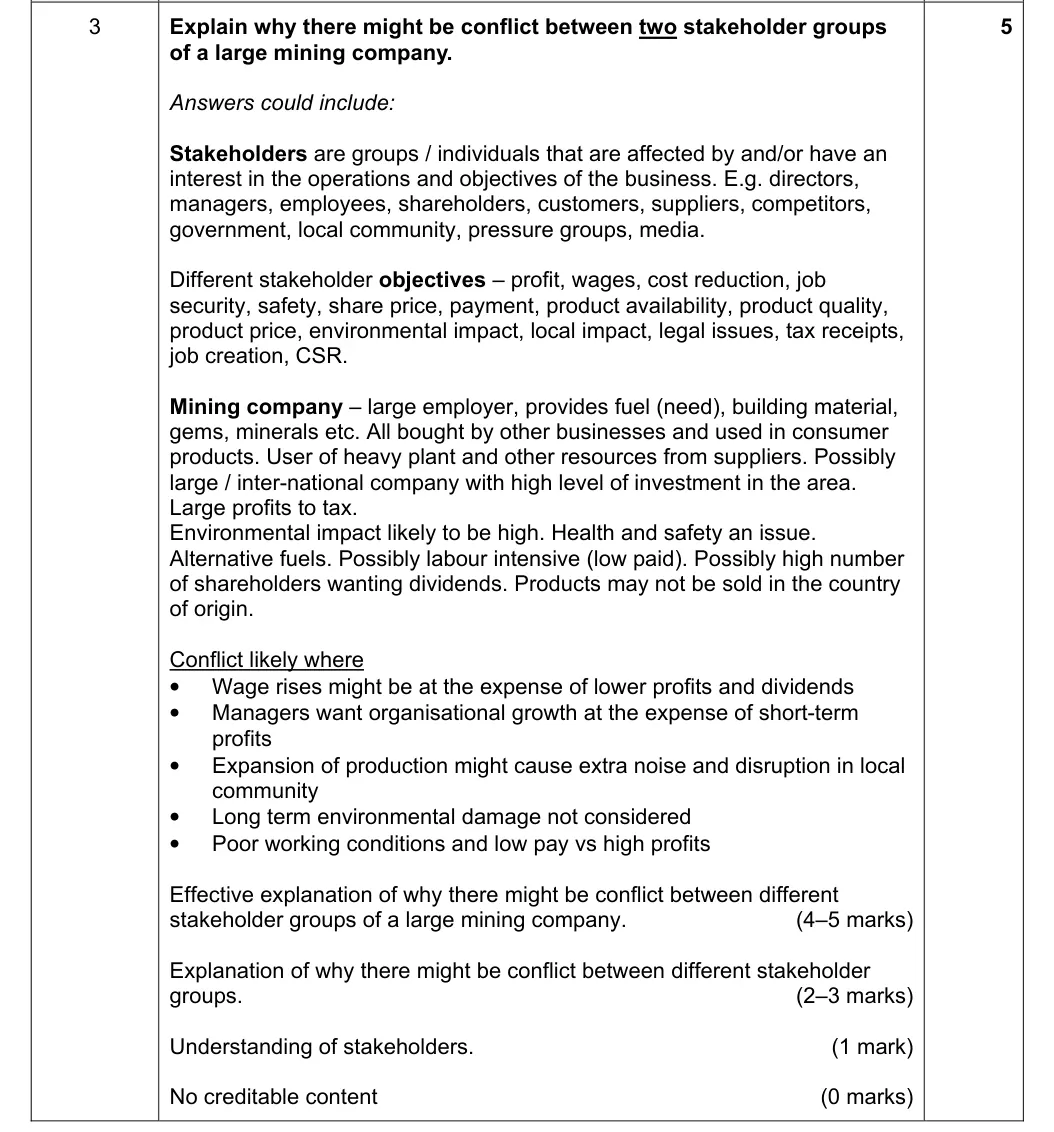 3
Explain why there might be conflict between two stakeholder groups
of a large mining company.
5
Answers could include:
Stakeholders are groups / individuals that are affected by and/or have an
interest in the operations and objectives of the business. E.g. directors,
managers, employees, shareholders, customers, suppliers, competitors,
government, local community, pressure groups, media.
Different stakeholder objectives – profit, wages, cost reduction, job
security, safety, share price, payment, product availability, product quality,
product price, environmental impact, local impact, legal issues, tax receipts,
job creation, CSR.
Mining company – large employer, provides fuel (need), building material,
gems, minerals etc. All bought by other businesses and used in consumer
products. User of heavy plant and other resources from suppliers. Possibly
large / inter-national company with high level of investment in the area.
Large profits to tax.
Environmental impact likely to be high. Health and safety an issue.
Alternative fuels. Possibly labour intensive (low paid). Possibly high number
of shareholders wanting dividends. Products may not be sold in the country
of origin.
Conflict likely where
• Wage rises might be at the expense of lower profits and dividends
• Managers want organisational growth at the expense of short-term
profits
• Expansion of production might cause extra noise and disruption in local
community
• Long term environmental damage not considered
• Poor working conditions and low pay vs high profits
Effective explanation of why there might be conflict between different
stakeholder groups of a large mining company. (4–5 marks)
Explanation of why there might be conflict between different stakeholder
groups. (2–3 marks)
Understanding of stakeholders. (1 mark)
No creditable content (0 marks)